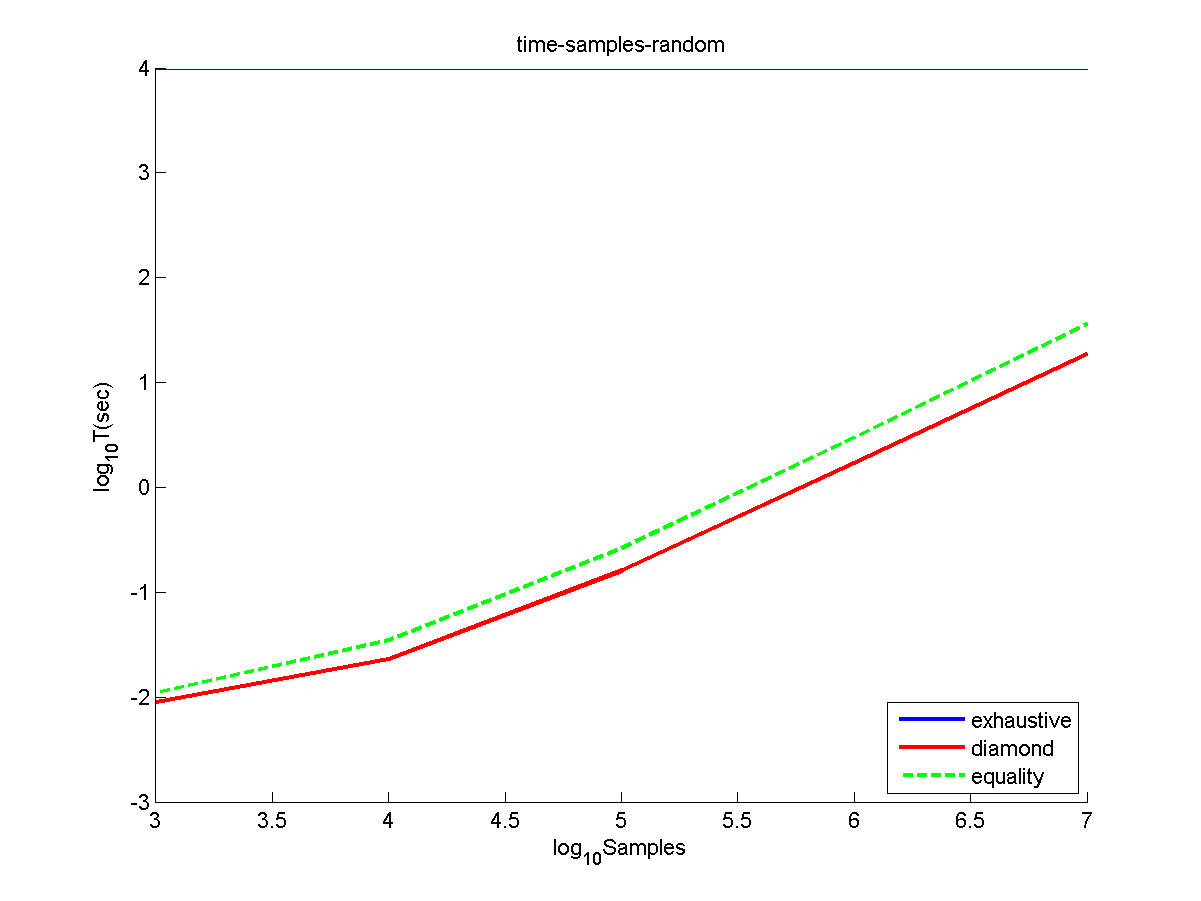 time-samples-random
4
3
2
1
0
-1
-2
-3
log10T(sec)
3 3.5 4 4.5 5 5.5 6 6.5 7
log10Samples
exhaustive
diamond
equality